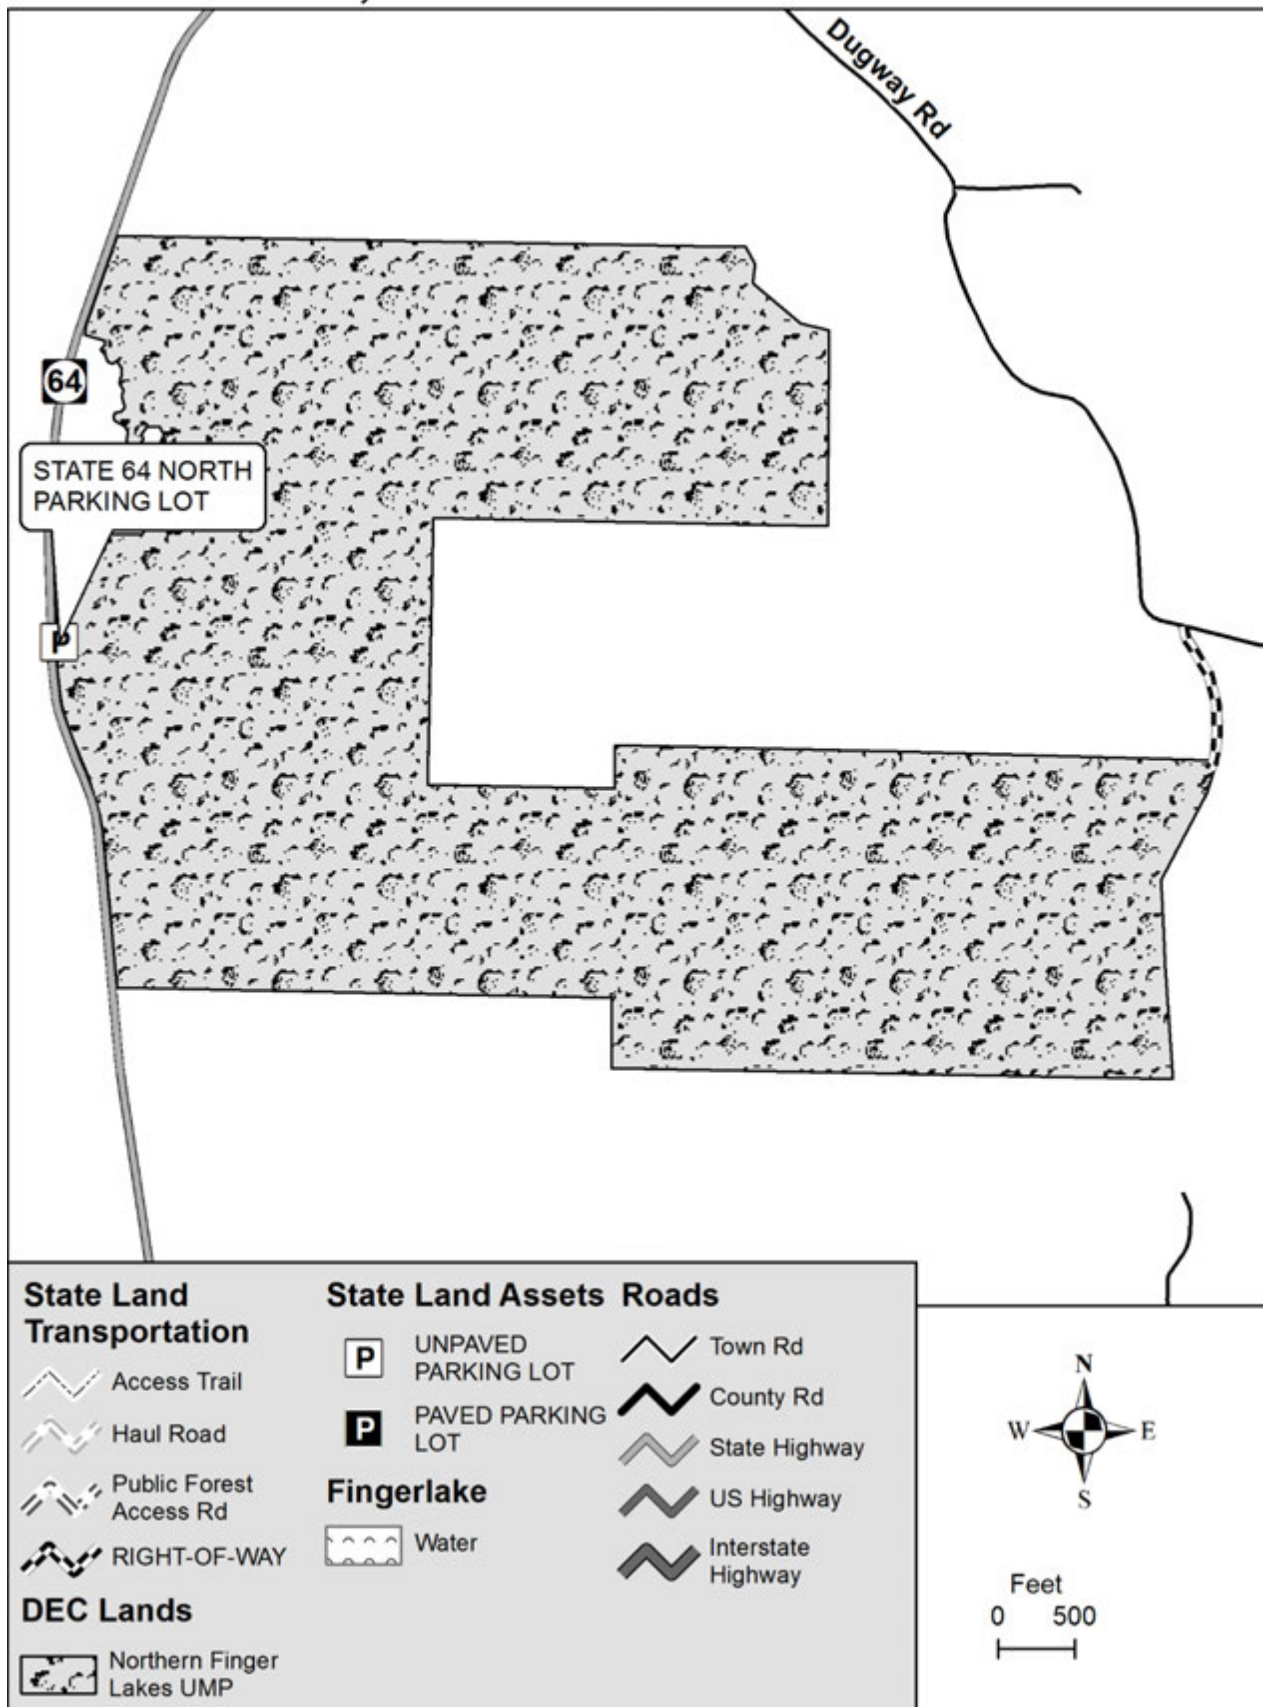 Dugway Rd
64
STATE 64 NORTH
PARKING LOT
P
State Land
Transportation
Access Trail
Haul Road
Public Forest
Access Rd
RIGHT-OF-WAY
DEC Lands
Northern Finger
Lakes UMP
State Land Assets
P
UNPAVED
PARKING LOT
P
PAVED PARKING
LOT
Fingerlake
Water
Roads
Town Rd
County Rd
State Highway
US Highway
Interstate
Highway
N
W E
S
Feet
0 500